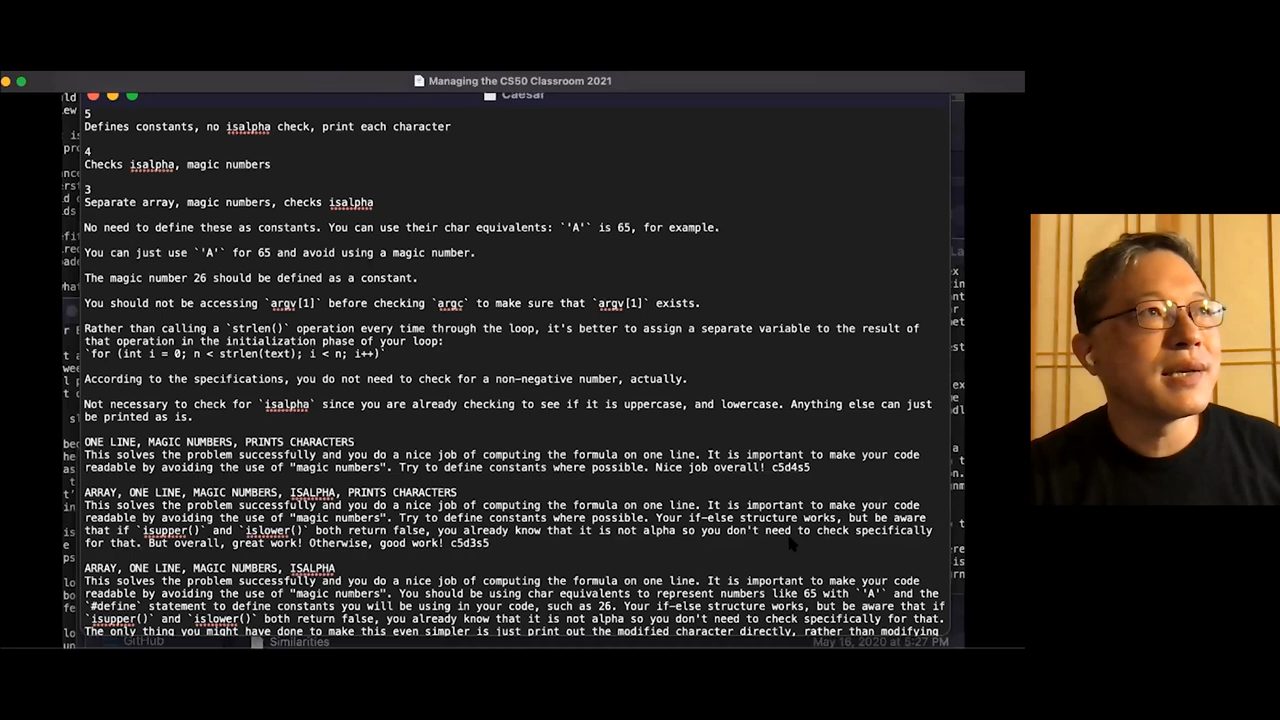 Managing the CS50 Classroom 2021
Caesar
5
Defines constants, no isalpha check, print each character
4
Checks isalpha, magic numbers
3
Separate array, magic numbers, checks isalpha
No need to define these as constants. You can use their char equivalents: `'A'` is 65, for example.
You can just use `'A'` for 65 and avoid using a magic number.
The magic number 26 should be defined as a constant.
You should not be accessing `argv[1]` before checking `argc` to make sure that `argv[1]` exists.
Rather than calling a `strlen()` operation every time through the loop, it's better to assign a separate variable to the result of
that operation in the initialization phase of your loop:
`for (int i = 0; n < strlen(text); i < n; i++)`
According to the specifications, you do not need to check for a non-negative number, actually.
Not necessary to check for `isalpha` since you are already checking to see if it is uppercase, and lowercase. Anything else can just
be printed as is.
ONE LINE, MAGIC NUMBERS, PRINTS CHARACTERS
This solves the problem successfully and you do a nice job of computing the formula on one line. It is important to make your code
readable by avoiding the use of "magic numbers". Try to define constants where possible. Nice job overall! c5d4s5
ARRAY, ONE LINE, MAGIC NUMBERS, ISALPHA, PRINTS CHARACTERS
This solves the problem successfully and you do a nice job of computing the formula on one line. It is important to make your code
readable by avoiding the use of "magic numbers". Try to define constants where possible. Your if-else structure works, but be aware
that if `isupper()` and `islower()` both return false, you already know that it is not alpha so you don't need to check specifically
for that. But overall, great work! Otherwise, good work! c5d3s5
ARRAY, ONE LINE, MAGIC NUMBERS, ISALPHA
This solves the problem successfully and you do a nice job of computing the formula on one line. It is important to make your code
readable by avoiding the use of "magic numbers". You should be using char equivalents to represent numbers like 65 with `'A'` and the
`#define` statement to define constants you will be using in your code, such as 26. Your if-else structure works, but be aware that if
`isupper()` and `islower()` both return false, you already know that it is not alpha so you don't need to check specifically for that.
The only thing you might have done to make this even simpler is just print out the modified character directly, rather than modifying
GitHub
Similarities
May 16, 2020 at 5:27 PM